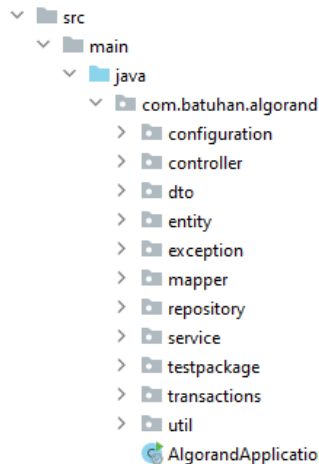 src
main
java
com.batuhan.algorand
configuration
controller
dto
entity
exception
mapper
repository
service
testpackage
transactions
util
AlgorandApplicatio